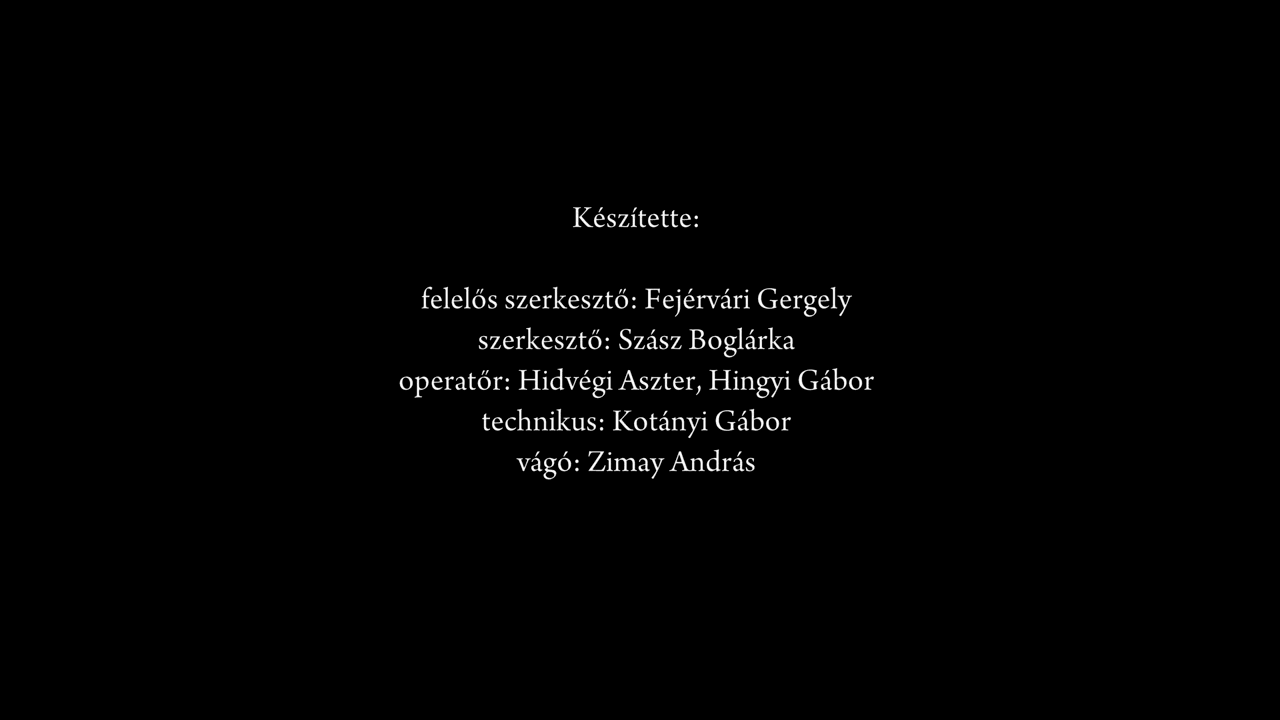 Készítette:
felelős szerkesztő: Fejérvári Gergely
szerkesztő: Szász Boglárka
operatőr: Hidvégi Aszter, Hingyi Gábor
technikus: Kotányi Gábor
vágó: Zimay András